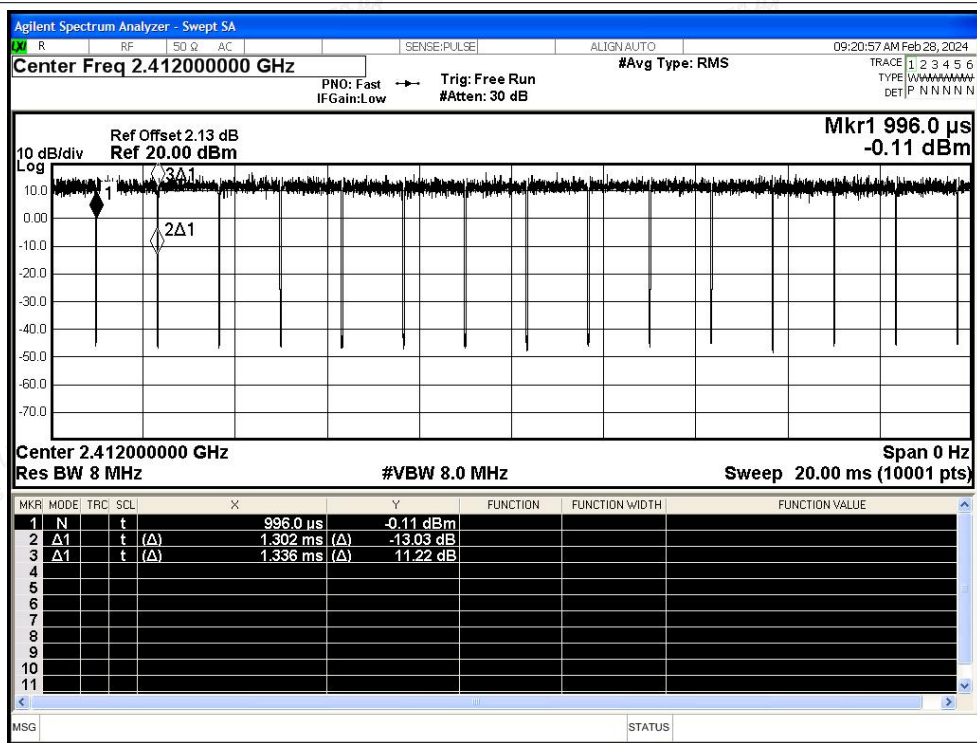 Agilent Spectrum Analyzer - Swept SA
R RF 50 Ω AC SENSE:PULSE ALIGN AUTO 09:20:57 AM Feb 28, 2024
Center Freq 2.412000000 GHz #Avg Type: RMS TRACE 1 2 3 4 5 6
PNO: Fast Trig: Free Run TYPE
IFGain:Low #Atten: 30 dB DET P N N N N N
Mkr1 996.0 µs
Ref Offset 2.13 dB
10 dB/div Ref 20.00 dBm -0.11 dBm
Log
3Δ1
10.0
1
0.00
2Δ1
-10.0
-20.0
-30.0
-40.0
-50.0
-60.0
-70.0
Center 2.412000000 GHz Span 0 Hz
Res BW 8 MHz #VBW 8.0 MHz Sweep 20.00 ms (10001 pts)
MKR MODE TRC SCL X Y FUNCTION FUNCTION WIDTH FUNCTION VALUE
1 N t 996.0 µs -0.11 dBm
2 Δ1 t (Δ) 1.302 ms (Δ) -13.03 dB
3 Δ1 t (Δ) 1.336 ms (Δ) 11.22 dB
4
5
6
7
8
9
10
11
MSG STATUS